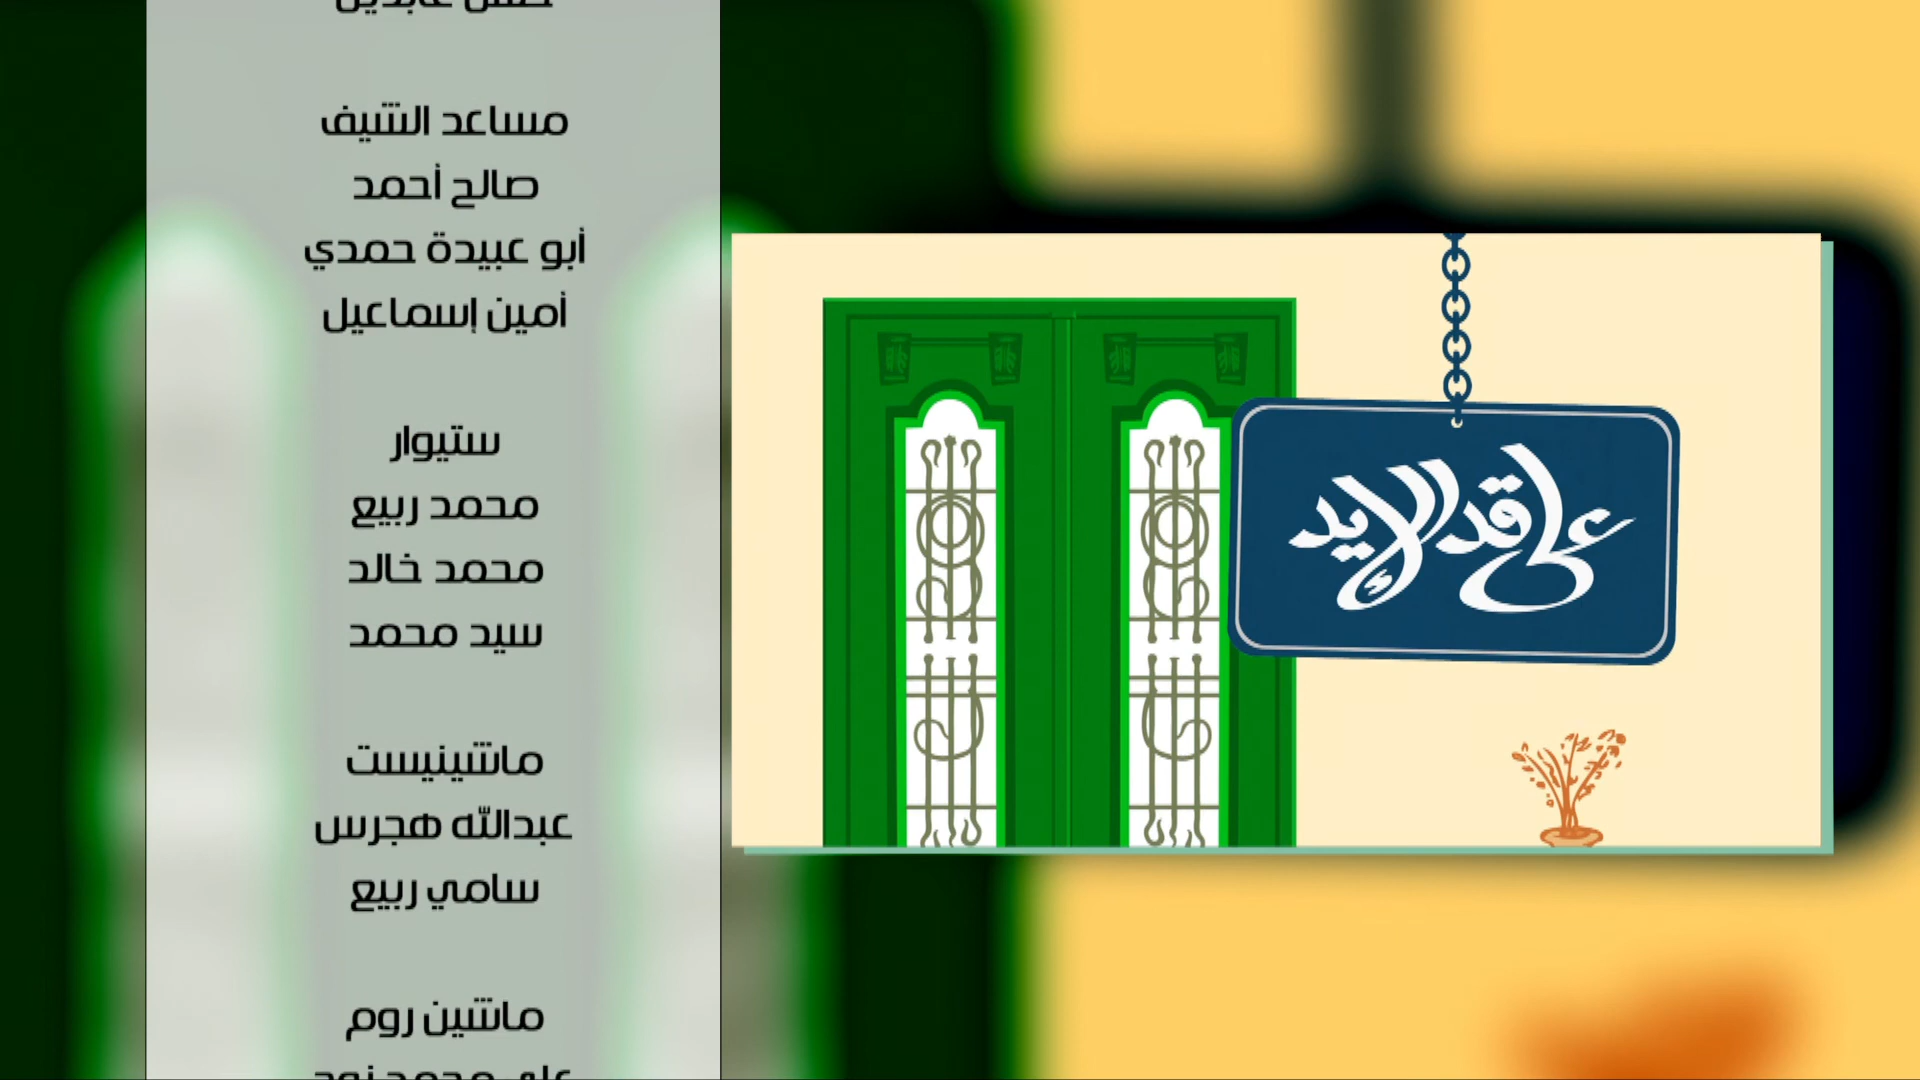 مساعد الشيف
صالح أحمد
أبو عبيدة حمدي
أمين إسماعيل
ستيوار
محمد ربيع
محمد خالد
سيد محمد
ماشينيست
عبدالله هجرس
سامي ربيع
ماشين روم
على قد الإيد